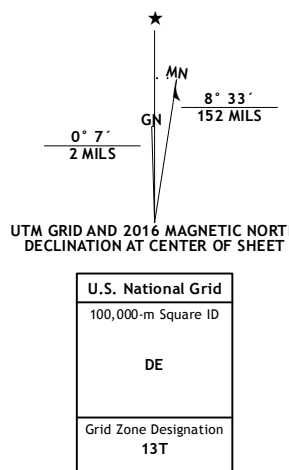 ★
MN
GN
8° 33´
152 MILS
0° 7´
2 MILS
UTM GRID AND 2016 MAGNETIC NORT
DECLINATION AT CENTER OF SHEET
U.S. National Grid
100,000-m Square ID
DE
Grid Zone Designation
13T